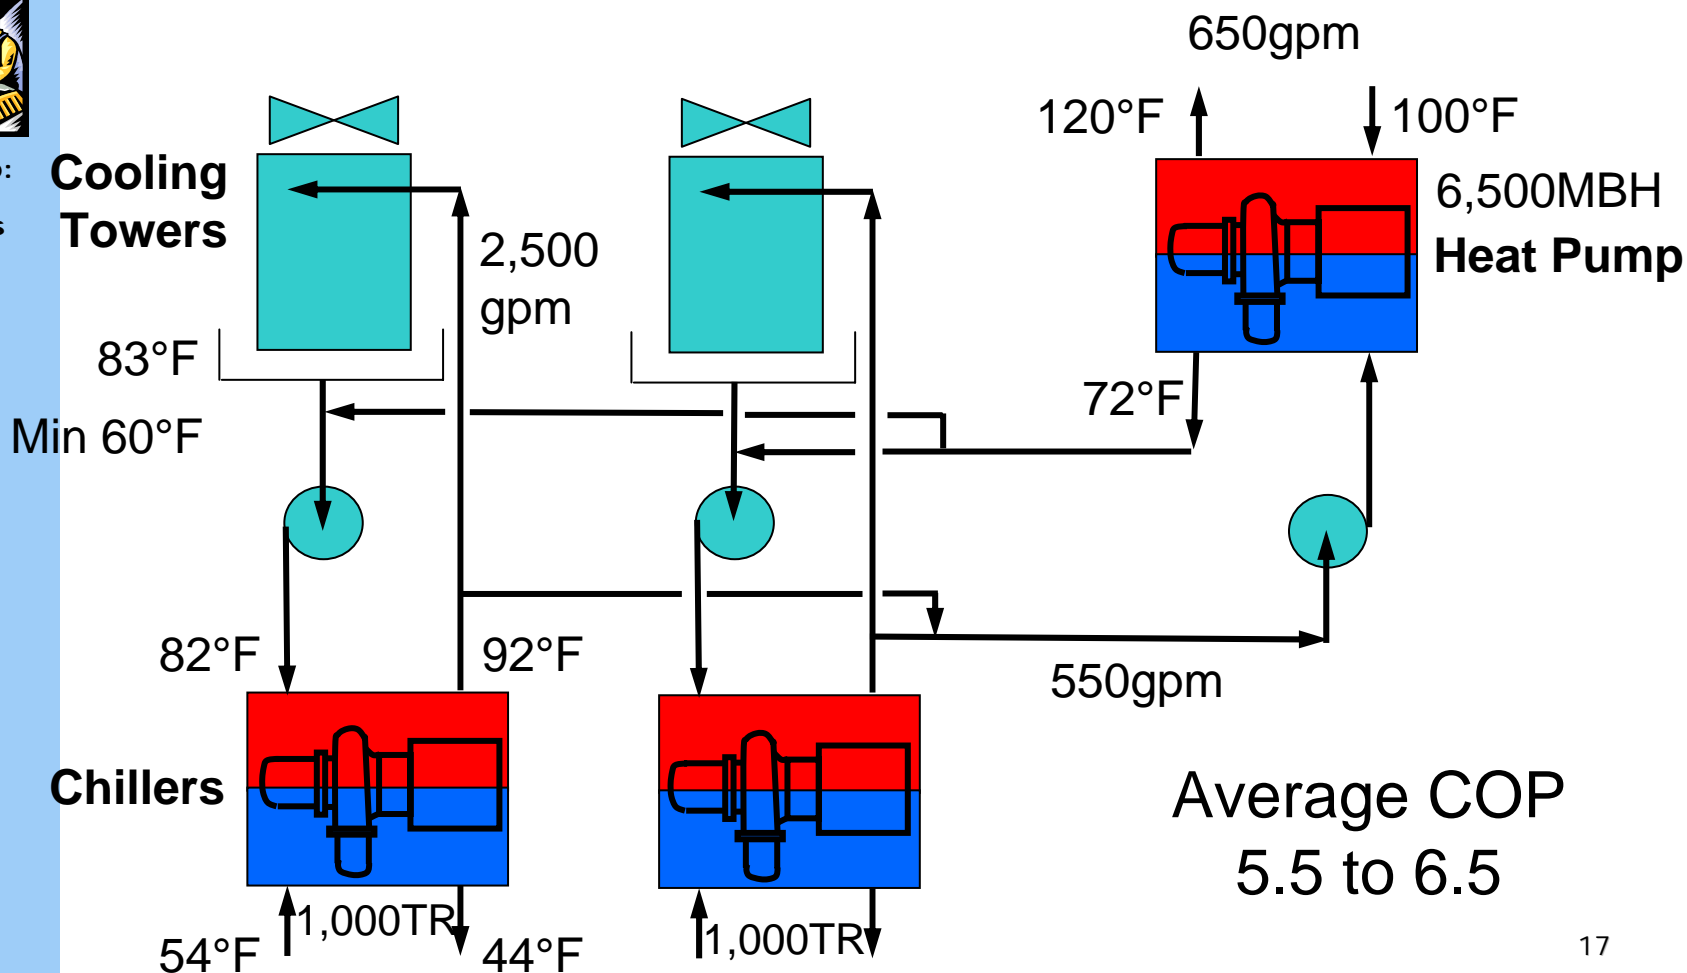 650gpm
120°F
100°F
Cooling
Towers
6,500MBH
Heat Pump
2,500
gpm
83°F
Min 60°F
72°F
82°F
92°F
550gpm
Chillers
Average COP
5.5 to 6.5
1,000TR
1,000TR
54°F
44°F
17